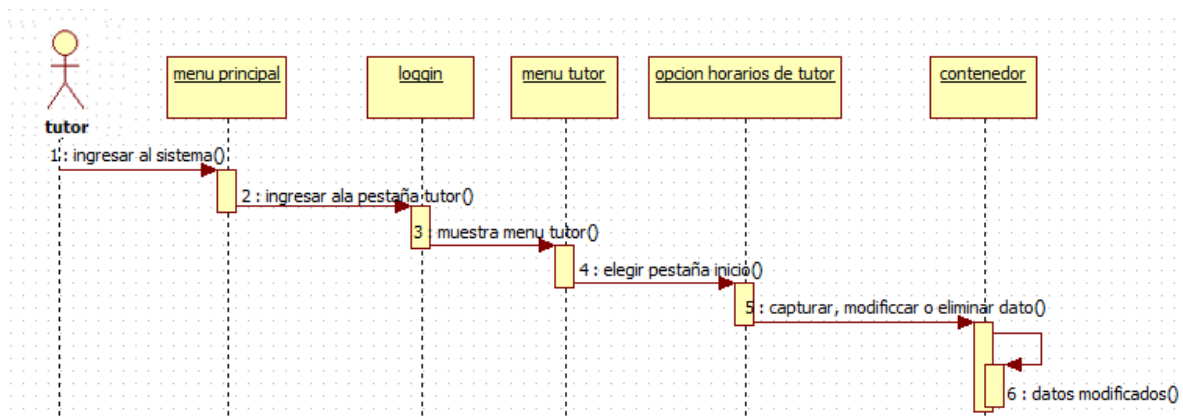 menu principal
loggin
menu tutor
opcion horarios de tutor
contenedor
tutor
1 : ingresar al sistema()
2 : ingresar ala pestaña tutor()
3 : muestra menu tutor()
4 : elegir pestaña inicio()
5 : capturar, modificcar o eliminar dato()
6 : datos modificados()